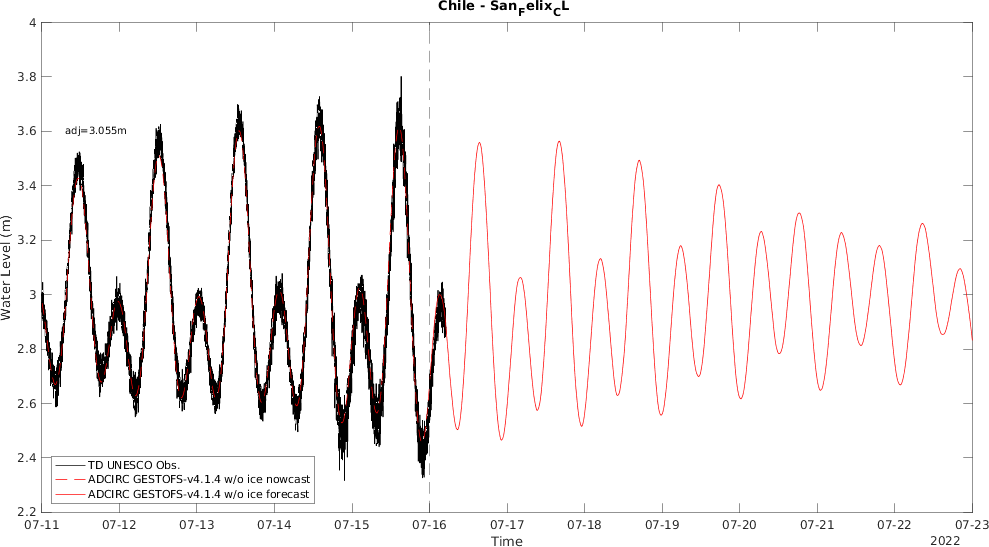 Chile - SanFelixCL
4
3.8
3.6
3.4
3.2
3
2.8
2.6
2.4
2.2
Water Level (m)
adj=3.055m
TD UNESCO Obs.
ADCIRC GESTOFS-v4.1.4 w/o ice nowcast
ADCIRC GESTOFS-v4.1.4 w/o ice forecast
07-11 07-12 07-13 07-14 07-15 07-16 07-17 07-18 07-19 07-20 07-21 07-22 07-23
Time
2022